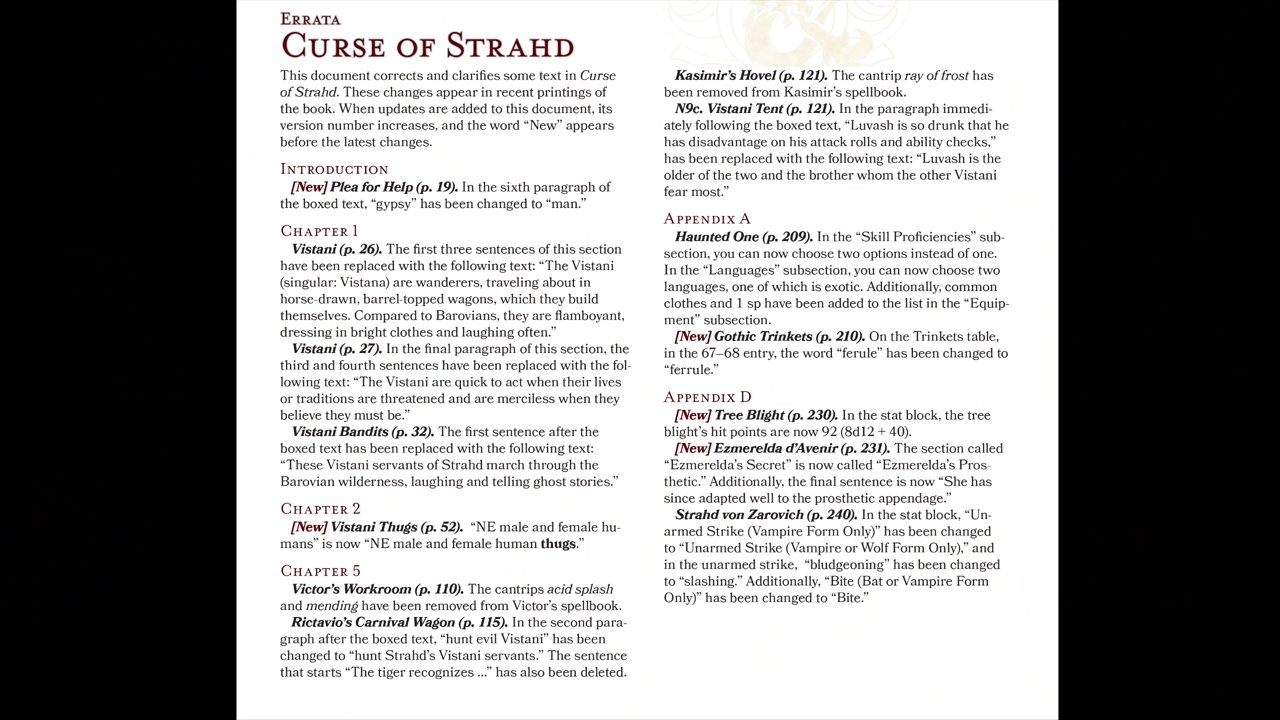 ERRATA
CURSE OF STRAHD
This document corrects and clarifies some text in Curse
of Strahd. These changes appear in recent printings of
the book. When updates are added to this document, its
version number increases, and the word “New” appears
before the latest changes.
INTRODUCTION
[New] Plea for Help (p. 19). In the sixth paragraph of
the boxed text, “gypsy” has been changed to “man.”
CHAPTER 1
Vistani (p. 26). The first three sentences of this section
have been replaced with the following text: “The Vistani
(singular: Vistana) are wanderers, traveling about in
horse-drawn, barrel-topped wagons, which they build
themselves. Compared to Barovians, they are flamboyant,
dressing in bright clothes and laughing often.”
Vistani (p. 27). In the final paragraph of this section, the
third and fourth sentences have been replaced with the fol-
lowing text: “The Vistani are quick to act when their lives
or traditions are threatened and are merciless when they
believe they must be.”
Vistani Bandits (p. 32). The first sentence after the
boxed text has been replaced with the following text:
“These Vistani servants of Strahd march through the
Barovian wilderness, laughing and telling ghost stories.”
CHAPTER 2
[New] Vistani Thugs (p. 52). “NE male and female hu-
mans” is now “NE male and female human thugs.”
CHAPTER 5
Victor’s Workroom (p. 110). The cantrips acid splash
and mending have been removed from Victor’s spellbook.
Rictavio’s Carnival Wagon (p. 115). In the second para-
graph after the boxed text, “hunt evil Vistani” has been
changed to “hunt Strahd’s Vistani servants.” The sentence
that starts “The tiger recognizes ...” has also been deleted.
Kasimir’s Hovel (p. 121). The cantrip ray of frost has
been removed from Kasimir’s spellbook.
N9c. Vistani Tent (p. 121). In the paragraph immedi-
ately following the boxed text, “Luvash is so drunk that he
has disadvantage on his attack rolls and ability checks,”
has been replaced with the following text: “Luvash is the
older of the two and the brother whom the other Vistani
fear most.”
APPENDIX A
Haunted One (p. 209). In the “Skill Proficiencies” sub-
section, you can now choose two options instead of one.
In the “Languages” subsection, you can now choose two
languages, one of which is exotic. Additionally, common
clothes and 1 sp have been added to the list in the “Equip-
ment” subsection.
[New] Gothic Trinkets (p. 210). On the Trinkets table,
in the 67–68 entry, the word “ferule” has been changed to
“ferrule.”
APPENDIX D
[New] Tree Blight (p. 230). In the stat block, the tree
blight’s hit points are now 92 (8d12 + 40).
[New] Ezmerelda d’Avenir (p. 231). The section called
“Ezmerelda’s Secret” is now called “Ezmerelda’s Pros-
thetic.” Additionally, the final sentence is now “She has
since adapted well to the prosthetic appendage.”
Strahd von Zarovich (p. 240). In the stat block, “Un-
armed Strike (Vampire Form Only)” has been changed
to “Unarmed Strike (Vampire or Wolf Form Only),” and
in the unarmed strike, “bludgeoning” has been changed
to “slashing.” Additionally, “Bite (Bat or Vampire Form
Only)” has been changed to “Bite.”